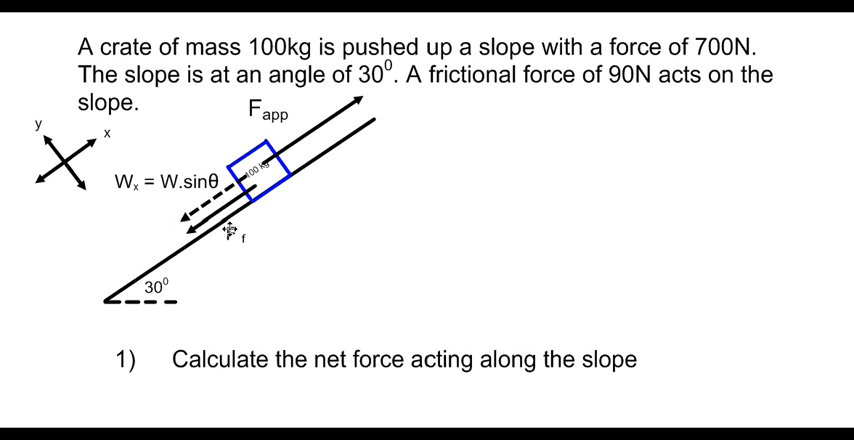 A crate of mass 100kg is pushed up a slope with a force of 700N.
The slope is at an angle of 30⁰. A frictional force of 90N acts on the
slope.
F_app
y
x
100 kg
Wₓ = W.sinθ
f
30⁰
1) Calculate the net force acting along the slope